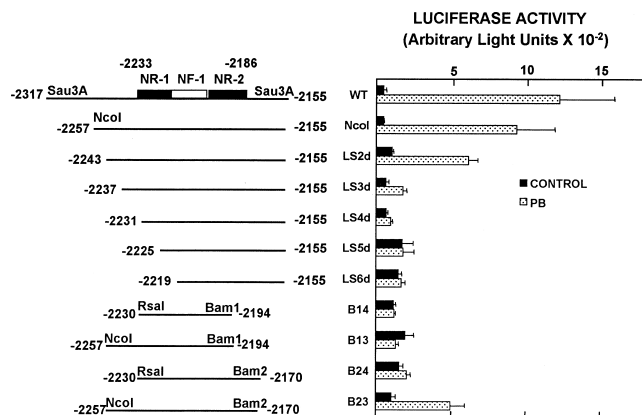 LUCIFERASE ACTIVITY
(Arbitrary Light Units X 10-2)
-2233 -2186
NR-1 NF-1 NR-2
5 10 15
-2317 Sau3A Sau3A -2155 WT
-2257 NcoI -2155 NcoI
-2243 -2155 LS2d
-2237 -2155 LS3d
CONTROL
PB
-2231 -2155 LS4d
-2225 -2155 LS5d
-2219 -2155 LS6d
-2230 RsaI Bam1 -2194 B14
-2257 NcoI Bam1 -2194 B13
-2230 RsaI Bam2 -2170 B24
-2257 NcoI Bam2 -2170 B23